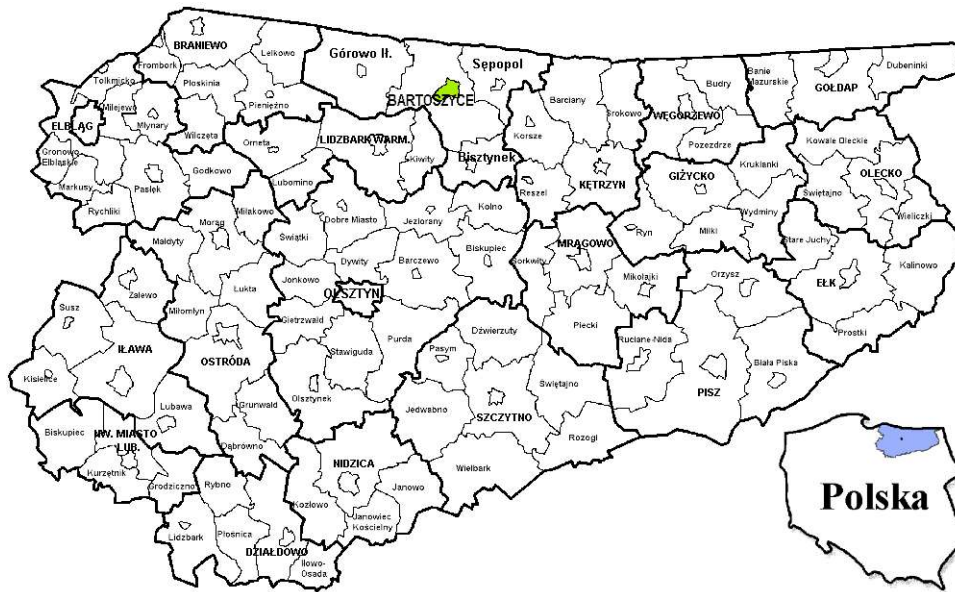 BRANIEWO
Lelkowo
Frombork
Płoskinia
Pieniężno
Wilczęta
Górowo Ił.
Sępopol
BARTOSZYCE
Bisztynek
Tolkmicko
Milejewo
Młynary
ELBLĄG
Gronowo
Elbląskie
Markusy
Pasłęk
Godkowo
Rychliki
Orneta
LIDZBARK WARM.
Kiwity
Lubomino
Barciany
Srokowo
Korsze
KĘTRZYN
Reszel
WĘGORZEWO
Budry
Pozezdrze
Banie
Mazurskie
GOŁDAP
Dubeninki
Kowale Oleckie
OLECKO
Świętajno
Wieliczki
GIŻYCKO
Kruklanki
Wydminy
Ryn
Miłki
Stare Juchy
EŁK
Kalinowo
Prostki
Morąg
Miłakowo
Małdyty
Łukta
Miłomłyn
OSTRÓDA
Grunwald
Dąbrówno
Dobre Miasto
Jeziorany
Kolno
Świątki
Dywity
Barczewo
Biskupiec
Jonkowo
OLSZTYN
Gietrzwałd
Stawiguda
Purda
Olsztynek
MRĄGOWO
Sorkwity
Mikołajki
Piecki
Orzysz
Ruciane-Nida
PISZ
Biała Piska
Zalewo
Susz
IŁAWA
Kisielice
Lubawa
Biskupiec
NW. MIASTO
LUB.
Kurzętnik
Grodziczno
Dźwierzuty
Pasym
Świętajno
Jedwabno
SZCZYTNO
Rozogi
Wielbark
NIDZICA
Janowo
Kozłowo
Janowiec
Kościelny
Rybno
Lidzbark
Płośnica
DZIAŁDOWO
Iłowo-
Osada
Polska